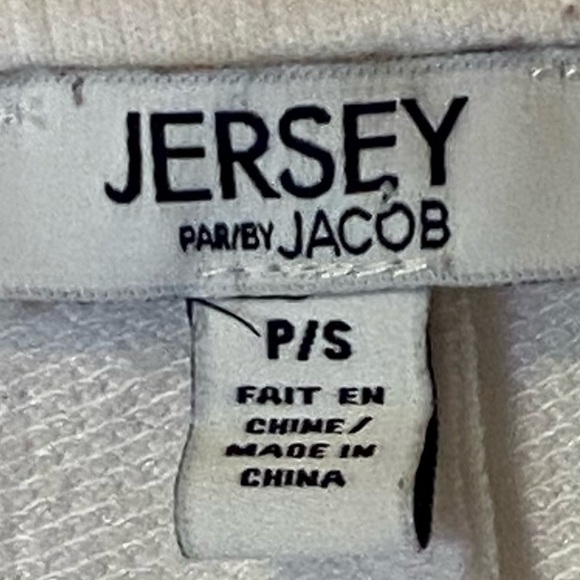 JERSEY
PAR/BY JACOB
P/S
FAIT EN
CHINE/
MADE IN
CHINA